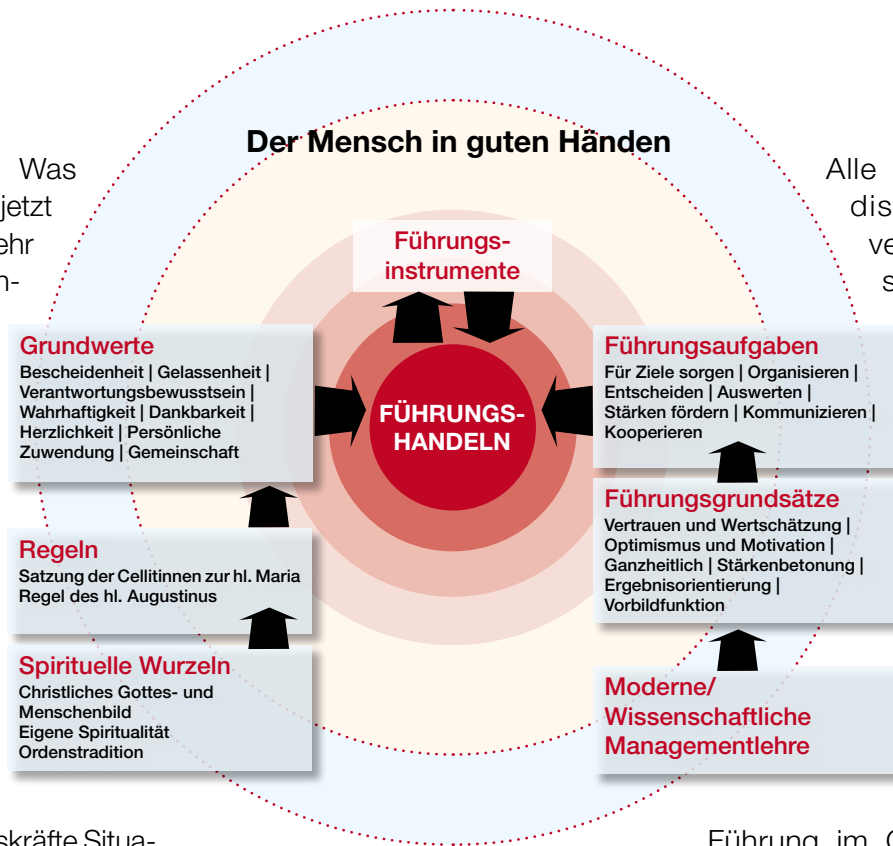 Der Mensch in guten Händen
Was
jetzt
Alle
Führungs-
instrumente
Grundwerte
Bescheidenheit | Gelassenheit |
Verantwortungsbewusstsein |
Wahrhaftigkeit | Dankbarkeit |
Herzlichkeit | Persönliche
Zuwendung | Gemeinschaft
FÜHRUNGS-
HANDELN
Führungsaufgaben
Für Ziele sorgen | Organisieren |
Entscheiden | Auswerten |
Stärken fördern | Kommunizieren |
Kooperieren
Regeln
Satzung der Cellitinnen zur hl. Maria
Regel des hl. Augustinus
Führungsgrundsätze
Vertrauen und Wertschätzung |
Optimismus und Motivation |
Ganzheitlich | Stärkenbetonung |
Ergebnisorientierung |
Vorbildfunktion
Spirituelle Wurzeln
Christliches Gottes- und
Menschenbild
Eigene Spiritualität
Ordenstradition
Moderne/
Wissenschaftliche
Managementlehre
skräfte Situa-
Führung im